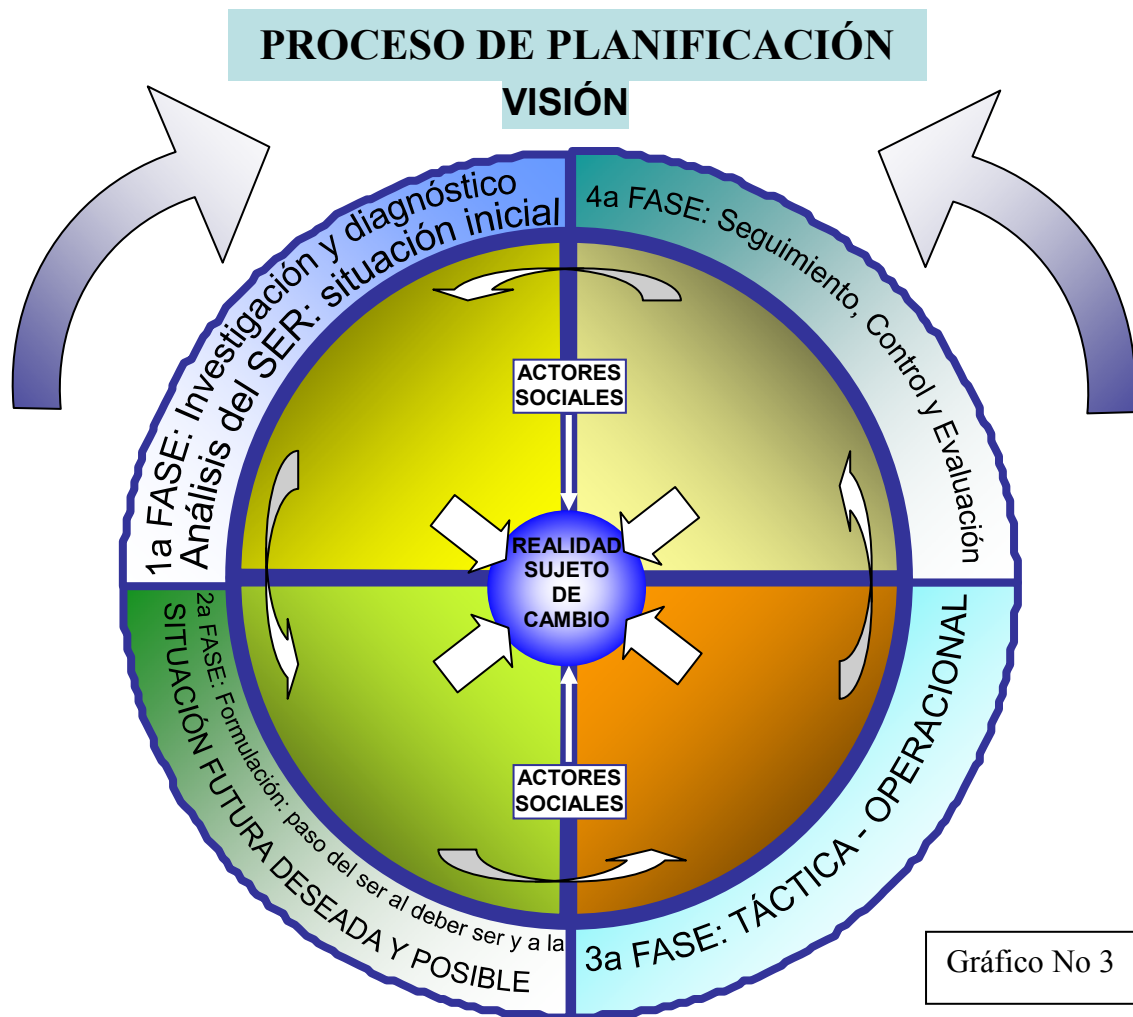 PROCESO DE PLANIFICACIÓN
VISIÓN
1a FASE: Investigación y diagnóstico
Análisis del SER: situación inicial
4a FASE: Seguimiento, Control y Evaluación
ACTORES
SOCIALES
REALIDAD
SUJETO
DE
CAMBIO
2a FASE: Formulación: paso del ser al deber ser y a la
SITUACIÓN FUTURA DESEADA Y POSIBLE
ACTORES
SOCIALES
3a FASE: TÁCTICA - OPERACIONAL
Gráfico No 3